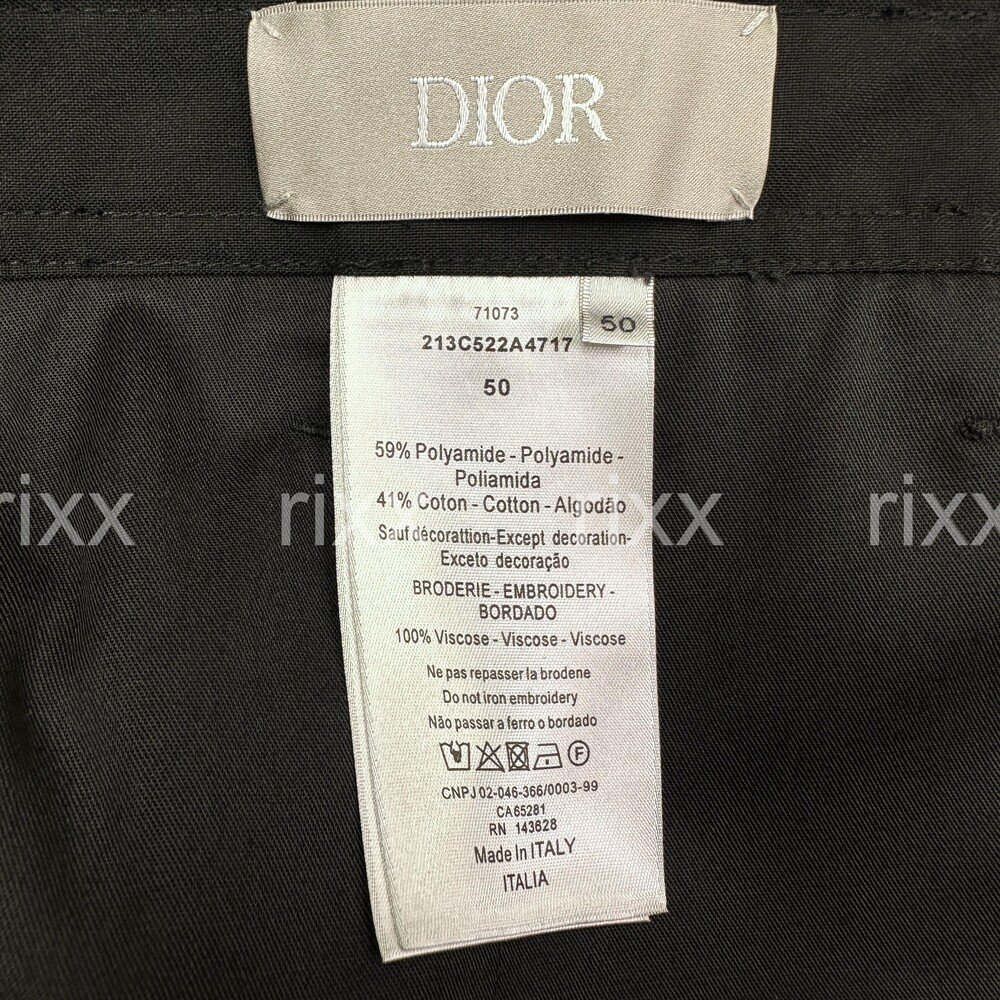 DIOR
71073
50
213C522A4717
50
59% Polyamide - Polyamide -
Poliamida
41% Coton - Cotton - Algodão
rixx rixx rixx rixx
Sauf décorattion-Except decoration-
Exceto decoração
BRODERIE - EMBROIDERY -
BORDADO
100% Viscose - Viscose - Viscose
Ne pas repasser la brodene
Do not iron embroidery
Não passar a ferro o bordado
F
CNPJ 02-046-366/0003-99
CA65281
RN 143628
Made In ITALY
ITALIA